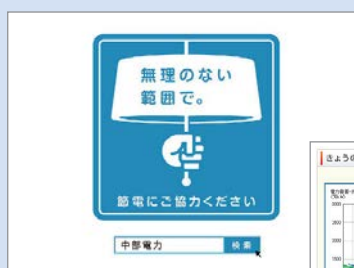 無理のない
範囲で。
節電にご協力ください
中部電力
検索
きょうの